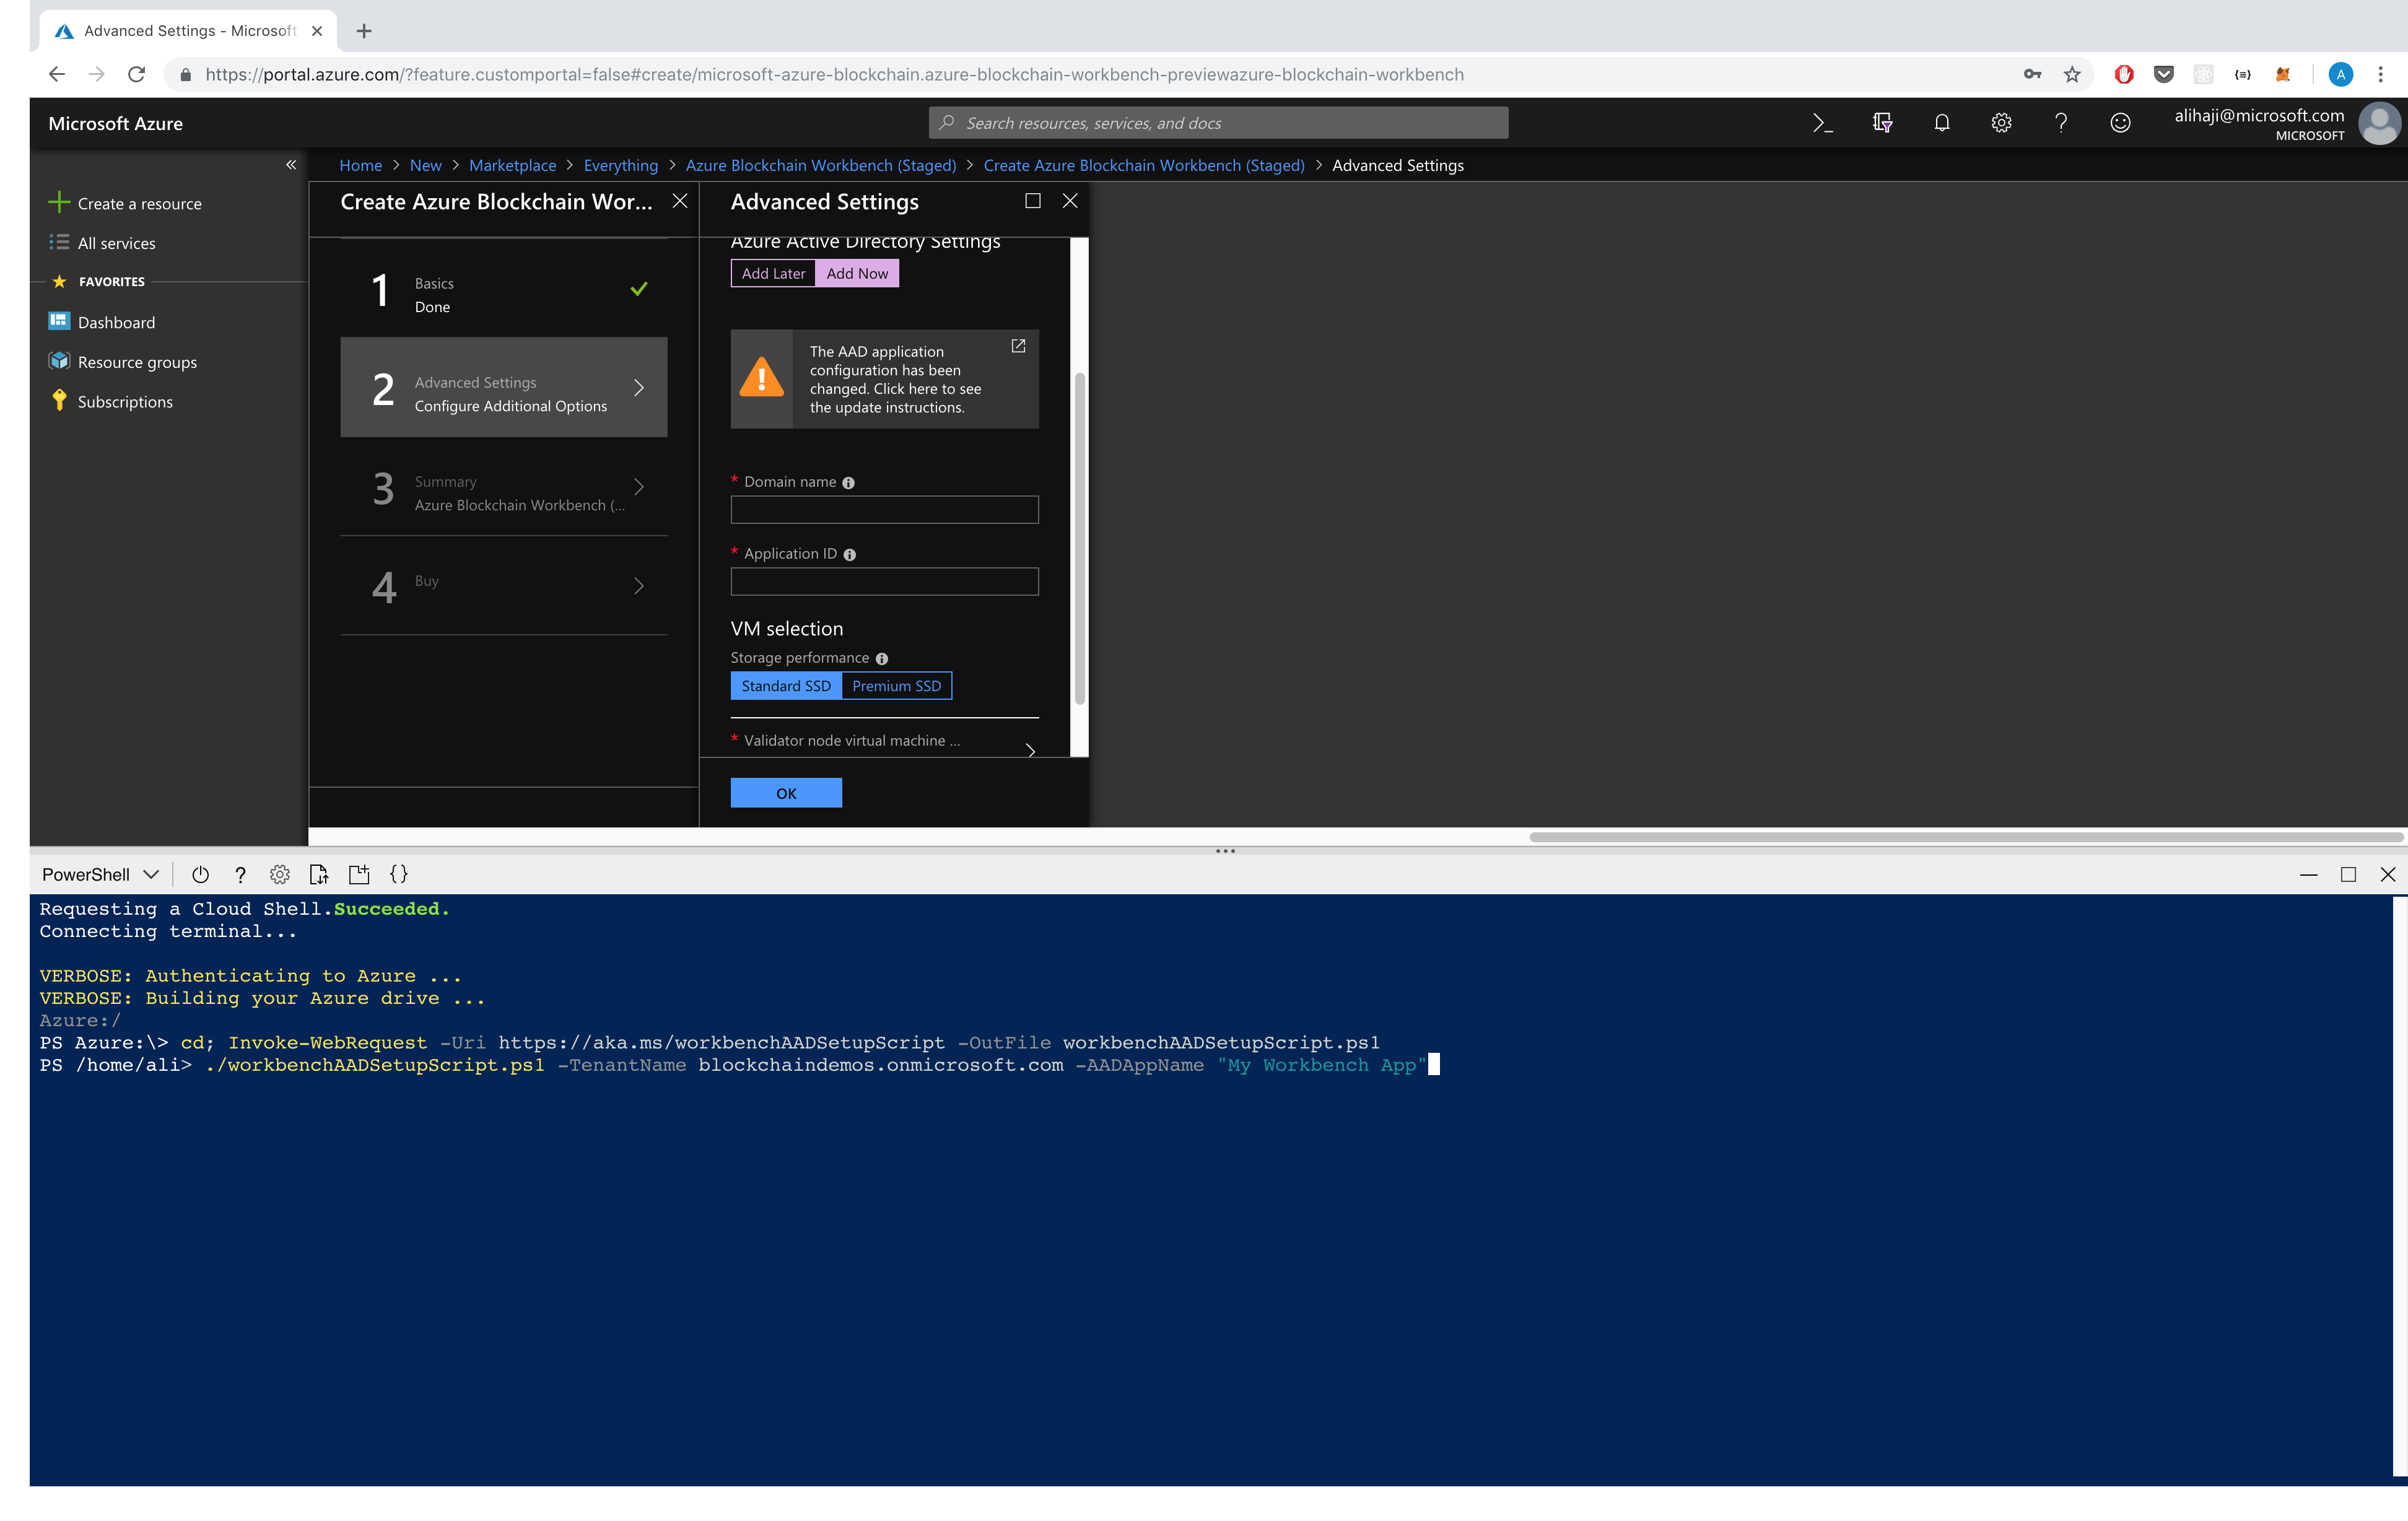 Advanced Settings - Microsoft
https://portal.azure.com/?feature.customportal=false#create/microsoft-azure-blockchain.azure-blockchain-workbench-previewazure-blockchain-workbench
A
Microsoft Azure
Search resources, services, and docs
alihaji@microsoft.com
MICROSOFT
Home > New > Marketplace > Everything > Azure Blockchain Workbench (Staged) > Create Azure Blockchain Workbench (Staged) > Advanced Settings
Create a resource
All services
FAVORITES
Dashboard
Resource groups
Subscriptions
Create Azure Blockchain Wor...
1 Basics
Done
2 Advanced Settings
Configure Additional Options
3 Summary
Azure Blockchain Workbench (...
4 Buy
Advanced Settings
Azure Active Directory Settings
Add Later Add Now
The AAD application
configuration has been
changed. Click here to see
the update instructions.
* Domain name
* Application ID
VM selection
Storage performance
Standard SSD Premium SSD
* Validator node virtual machine ...
OK
PowerShell
Requesting a Cloud Shell.Succeeded.
Connecting terminal...
VERBOSE: Authenticating to Azure ...
VERBOSE: Building your Azure drive ...
Azure:/
PS Azure:\> cd; Invoke-WebRequest -Uri https://aka.ms/workbenchAADSetupScript -OutFile workbenchAADSetupScript.ps1
PS /home/ali> ./workbenchAADSetupScript.ps1 -TenantName blockchaindemos.onmicrosoft.com -AADAppName "My Workbench App"